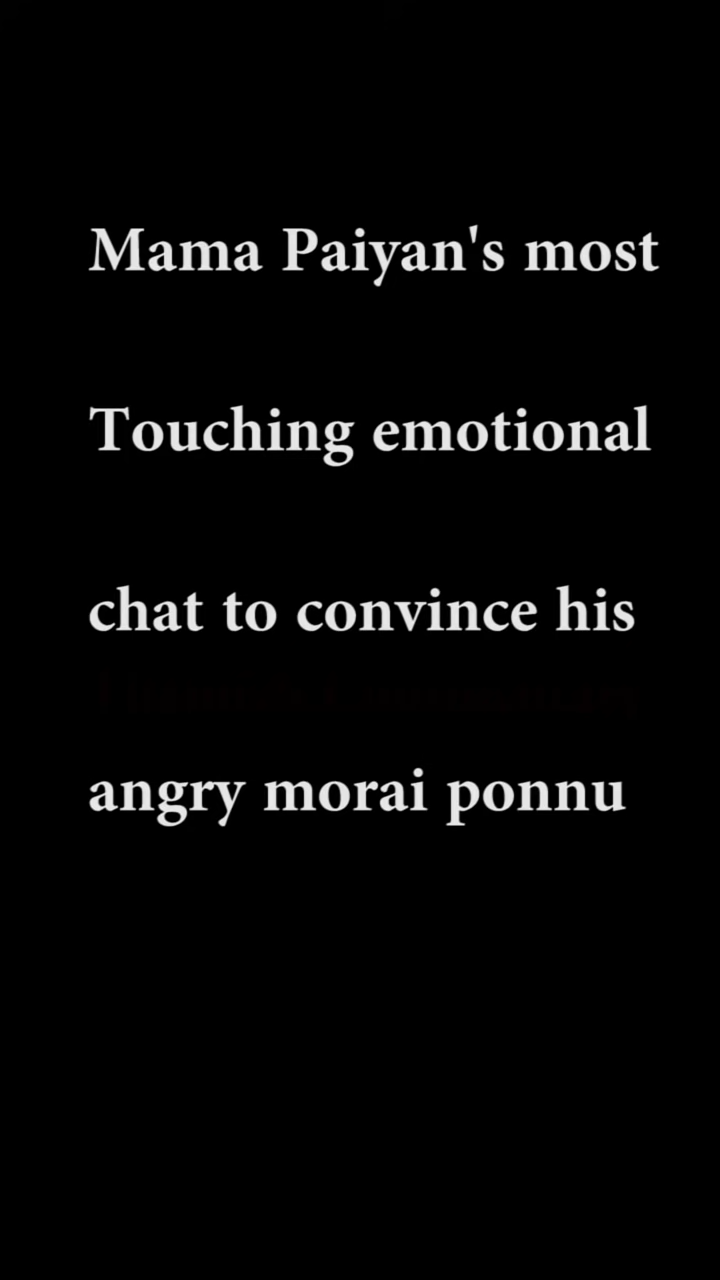 Mama Paiyan's most
Touching emotional
chat to convince his
angry morai ponnu